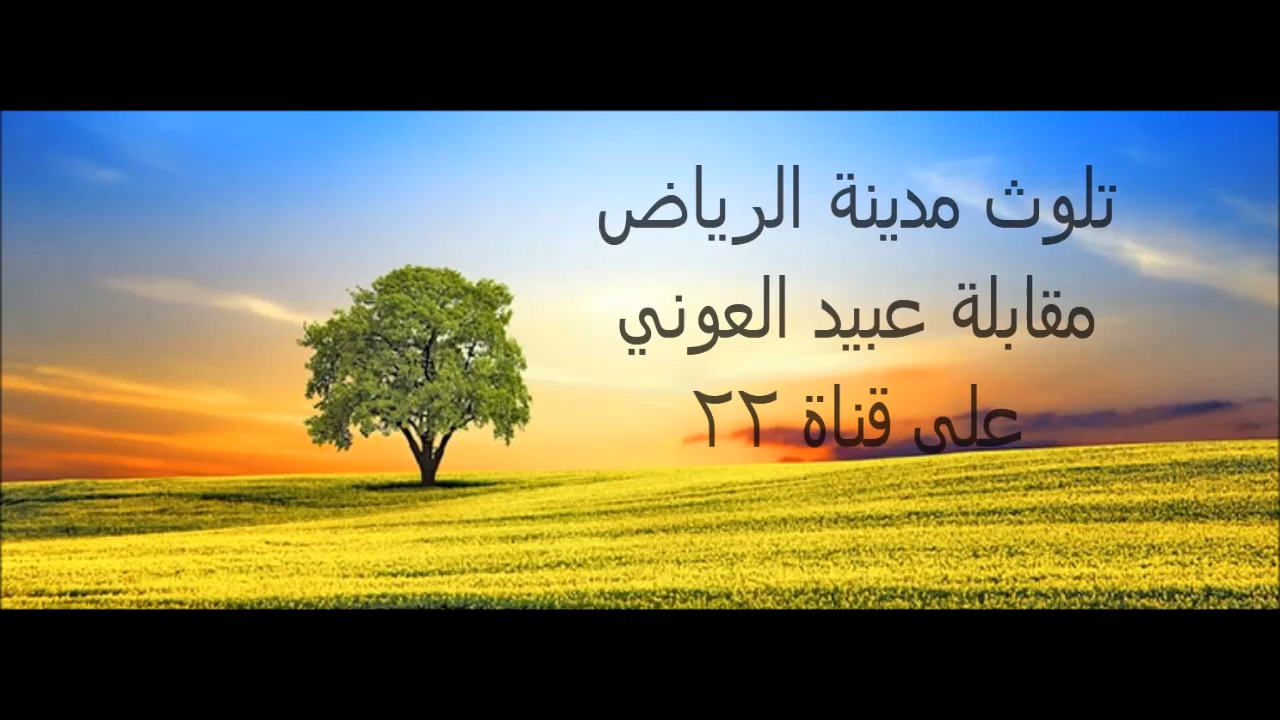 تلوث مدينة الرياض
مقابلة عبيد العوني
على قناة ٢٢